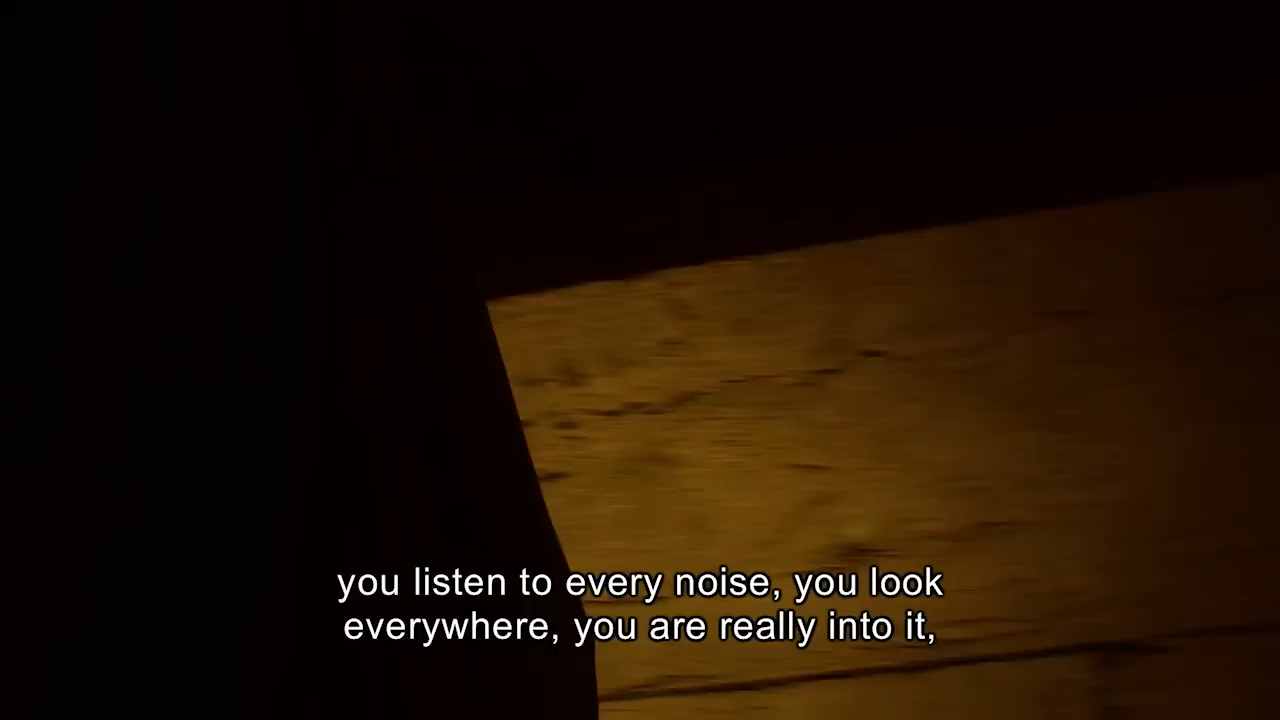 you listen to every noise, you look
everywhere, you are really into it,